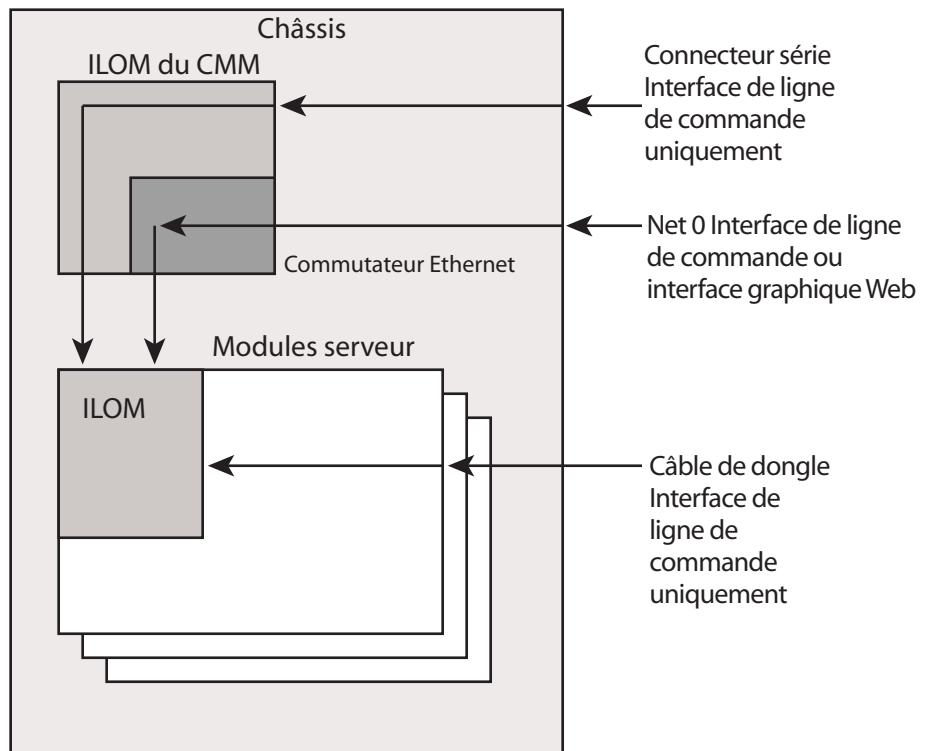 Châssis
ILOM du CMM
Connecteur série
Interface de ligne
de commande
uniquement
Net 0 Interface de ligne
de commande ou
interface graphique Web
Commutateur Ethernet
Modules serveur
ILOM
Câble de dongle
Interface de
ligne de
commande
uniquement